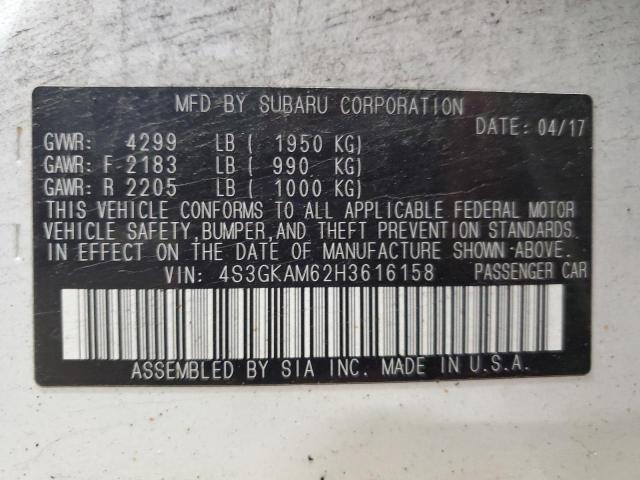 MFD BY SUBARU CORPORATION
DATE: 04/17
GVWR: 4299 LB ( 1950 KG)
GAWR: F 2183 LB ( 990 KG)
GAWR: R 2205 LB ( 1000 KG)
THIS VEHICLE CONFORMS TO ALL APPLICABLE FEDERAL MOTOR
VEHICLE SAFETY, BUMPER, AND THEFT PREVENTION STANDARDS.
IN EFFECT ON THE DATE OF MANUFACTURE SHOWN ABOVE.
VIN: 4S3GKAM62H3616158 PASSENGER CAR
ASSEMBLED BY SIA INC. MADE IN U.S.A.